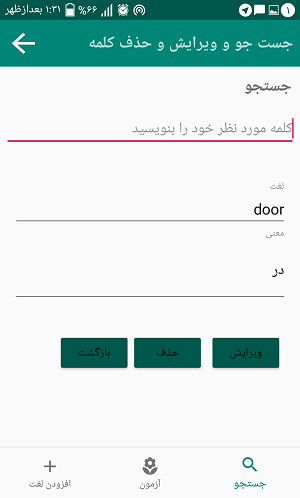 ۱:۳۱ بعدازظهر %۶۶ ۱
جست جو و ویرایش و حذف کلمه
جستجو
کلمه مورد نظر خود را بنویسید
لغت
door
معنی
در
ویرایش حذف بازگشت
جستجو آزمون افزودن لغت